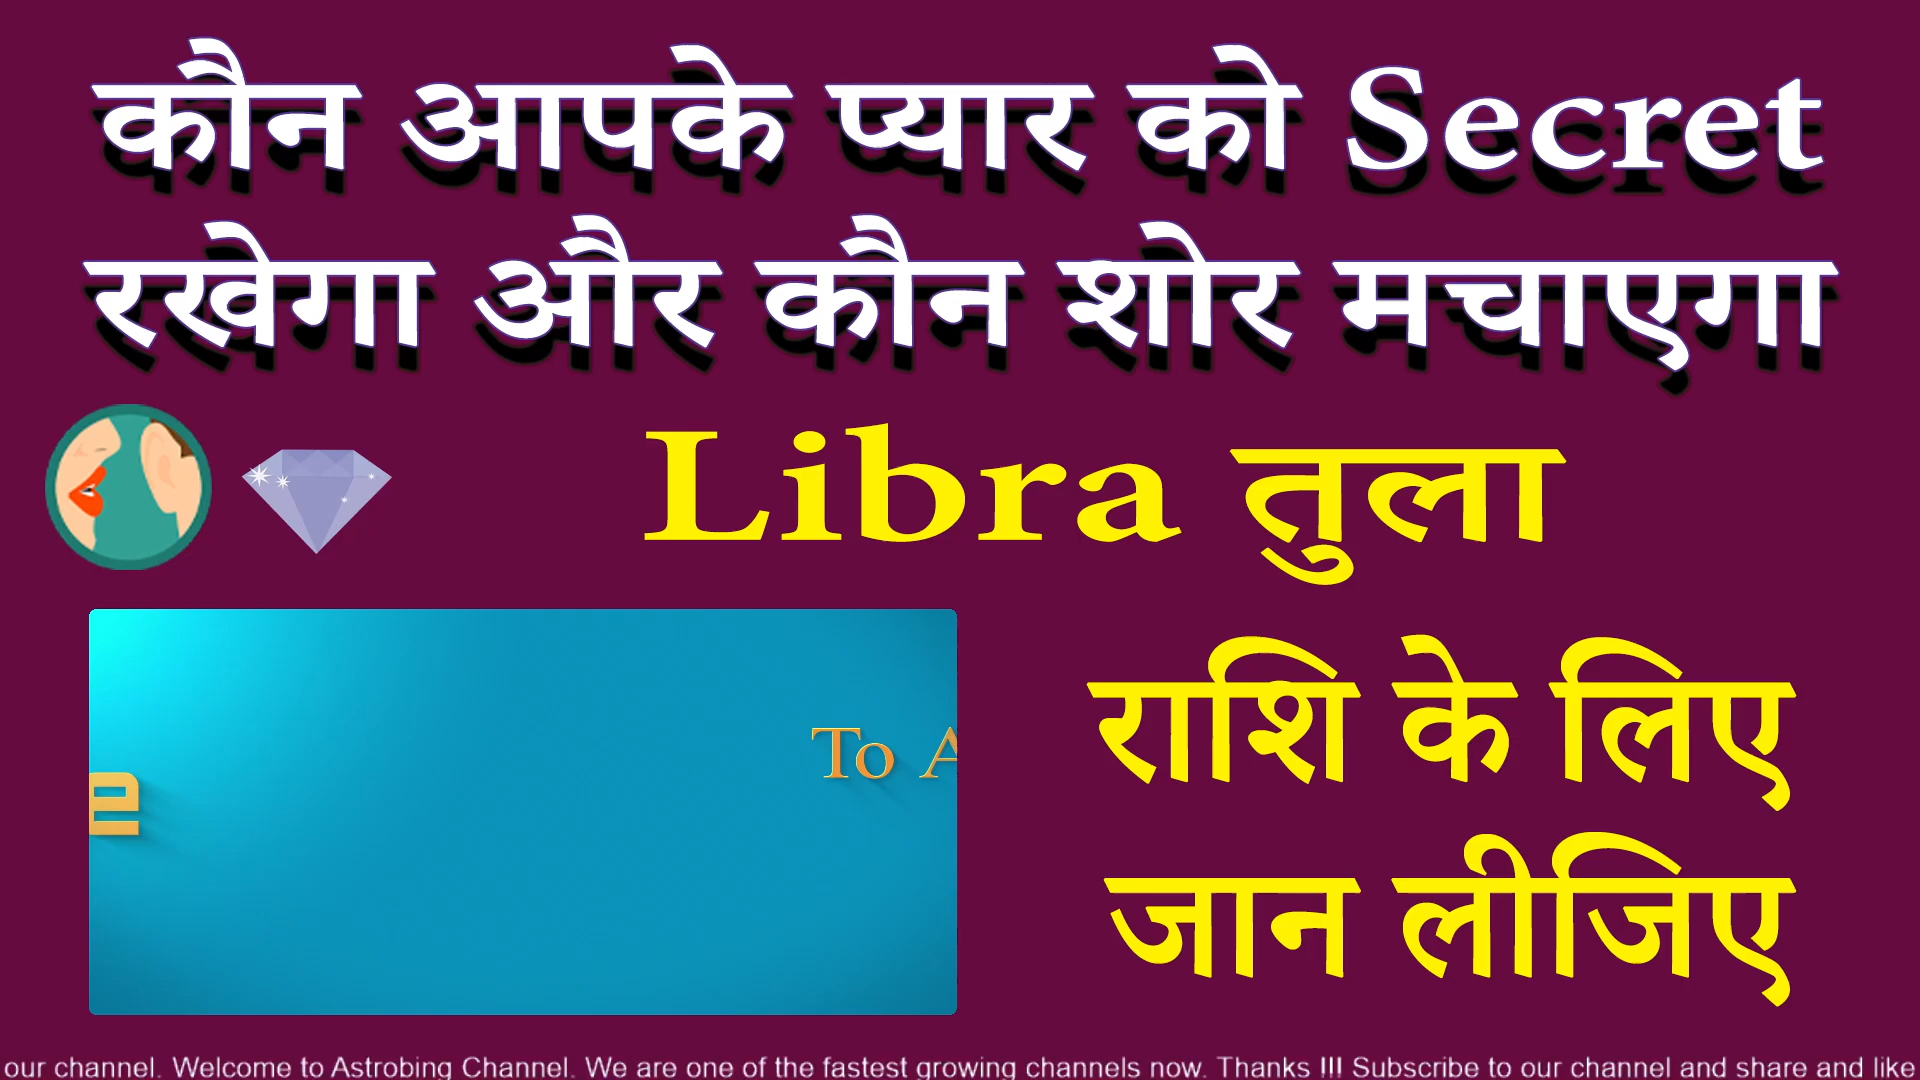 कौन आपके प्यार को Secret
रखेगा और कौन शोर मचाएगा
Libra तुला
राशि के लिए
जान लीजिए
e
To A
our channel. Welcome to Astrobing Channel. We are one of the fastest growing channels now. Thanks !!! Subscribe to our channel and share and like